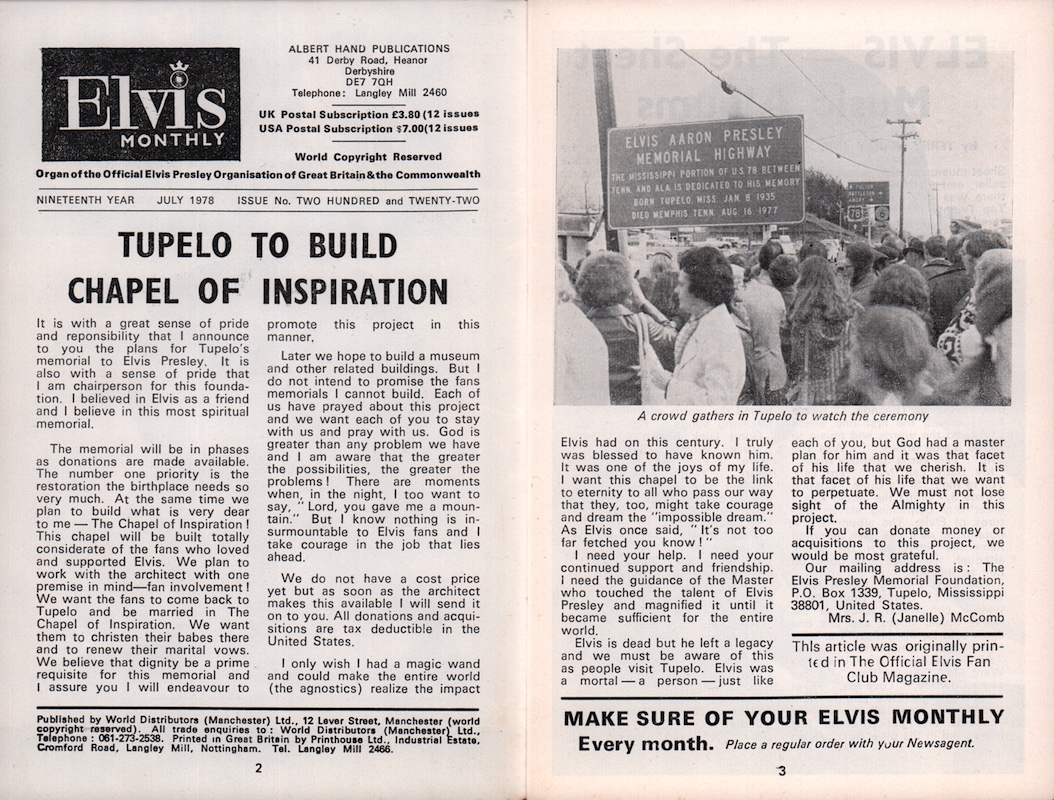 Elvis
MONTHLY
ALBERT HAND PUBLICATIONS
41 Derby Road, Heanor
Derbyshire
DE7 7QH
Telephone: Langley Mill 2460
UK Postal Subscription £3.80 (12 issues
USA Postal Subscription $7.00(12 issues
World Copyright Reserved
Organ of the Official Elvis Presley Organisation of Great Britain & the Commonwealth
NINETEENTH YEAR JULY 1978 ISSUE No. TWO HUNDRED and TWENTY-TWO
TUPELO TO BUILD
CHAPEL OF INSPIRATION
It is with a great sense of pride
and reponsibility that I announce
to you the plans for Tupelo's
memorial to Elvis Presley. It is
also with a sense of pride that
I am chairperson for this founda-
tion. I believed in Elvis as a friend
and I believe in this most spiritual
memorial.
The memorial will be in phases
as donations are made available.
The number one priority is the
restoration the birthplace needs so
very much. At the same time we
plan to build what is very dear
to me — The Chapel of Inspiration !
This chapel will be built totally
considerate of the fans who loved
and supported Elvis. We plan to
work with the architect with one
premise in mind—fan involvement !
We want the fans to come back to
Tupelo and be married in The
Chapel of Inspiration. We want
them to christen their babes there
and to renew their marital vows.
We believe that dignity be a prime
requisite for this memorial and
I assure you I will endeavour to
promote this project in this
manner.
Later we hope to build a museum
and other related buildings. But I
do not intend to promise the fans
memorials I cannot build. Each of
us have prayed about this project
and we want each of you to stay
with us and pray with us. God is
greater than any problem we have
and I am aware that the greater
the possibilities, the greater the
problems ! There are moments
when, in the night, I too want to
say, " Lord, you gave me a moun-
tain." But I know nothing is in-
surmountable to Elvis fans and I
take courage in the job that lies
ahead.
We do not have a cost price
yet but as soon as the architect
makes this available I will send it
on to you. All donations and acqui-
sitions are tax deductible in the
United States.
I only wish I had a magic wand
and could make the entire world
(the agnostics) realize the impact
Published by World Distributors (Manchester) Ltd., 12 Lever Street, Manchester (world
copyright reserved). All trade enquiries to : World Distributors (Manchester) Ltd.,
Telephone : 061-273-2538. Printed in Great Britain by Printhouse Ltd., Industrial Estate,
Cromford Road, Langley Mill, Nottingham. Tel. Langley Mill 2466.
2
ELVIS AARON PRESLEY
MEMORIAL HIGHWAY
THE MISSISSIPPI PORTION OF U.S. 78 BETWEEN
TENN. AND ALA. IS DEDICATED TO HIS MEMORY
BORN TUPELO, MISS. JAN. 8, 1935
DIED MEMPHIS TENN. AUG. 16, 1977
78 6
A crowd gathers in Tupelo to watch the ceremony
Elvis had on this century. I truly
was blessed to have known him.
It was one of the joys of my life.
I want this chapel to be the link
to eternity to all who pass our way
that they, too, might take courage
and dream the "impossible dream."
As Elvis once said, " It's not too
far fetched you know ! "
I need your help. I need your
continued support and friendship.
I need the guidance of the Master
who touched the talent of Elvis
Presley and magnified it until it
became sufficient for the entire
world.
Elvis is dead but he left a legacy
and we must be aware of this
as people visit Tupelo. Elvis was
a mortal — a person — just like
each of you, but God had a master
plan for him and it was that facet
of his life that we cherish. It is
that facet of his life that we want
to perpetuate. We must not lose
sight of the Almighty in this
project.
If you can donate money or
acquisitions to this project, we
would be most grateful.
Our mailing address is : The
Elvis Presley Memorial Foundation,
P.O. Box 1339, Tupelo, Mississippi
38801, United States.
Mrs. J. R. (Janelle) McComb
This article was originally prin-
ted in The Official Elvis Fan
Club Magazine.
MAKE SURE OF YOUR ELVIS MONTHLY
Every month. Place a regular order with your Newsagent.
3